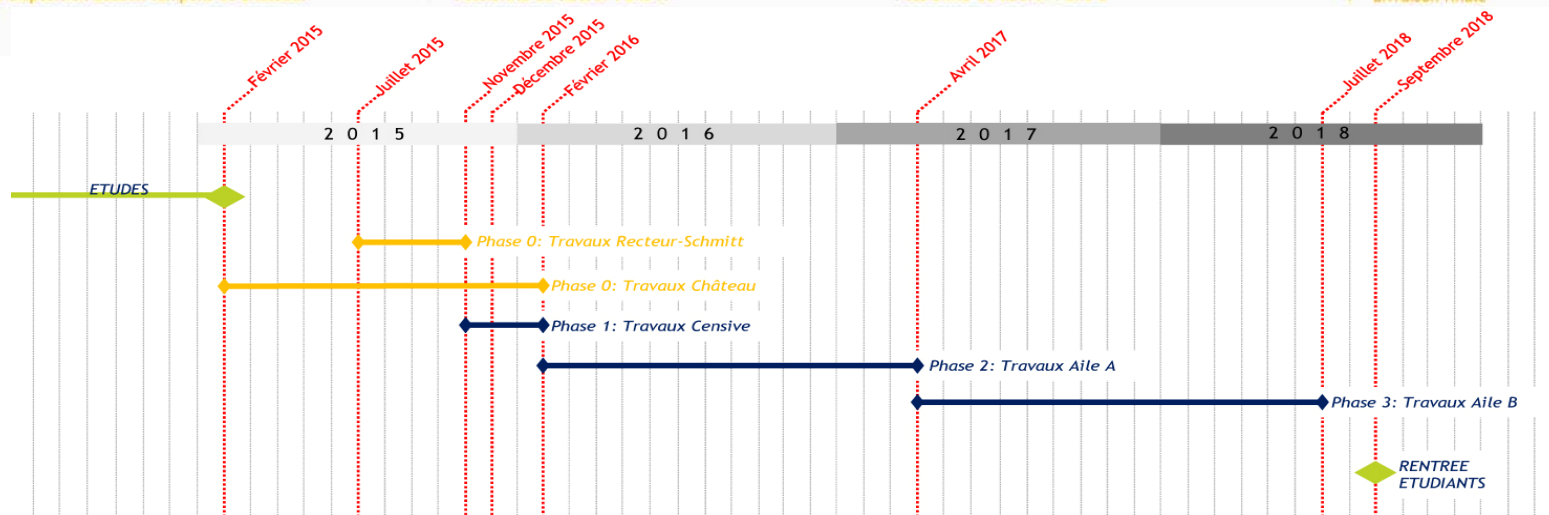 Février 2015
Juillet 2015
Novembre 2015
Décembre 2015
Février 2016
Avril 2017
Juillet 2018
Septembre 2018
2 0 1 5
2 0 1 6
2 0 1 7
2 0 1 8
ETUDES
Phase 0: Travaux Recteur-Schmitt
Phase 0: Travaux Château
Phase 1: Travaux Censive
Phase 2: Travaux Aile A
Phase 3: Travaux Aile B
RENTREE
ETUDIANTS